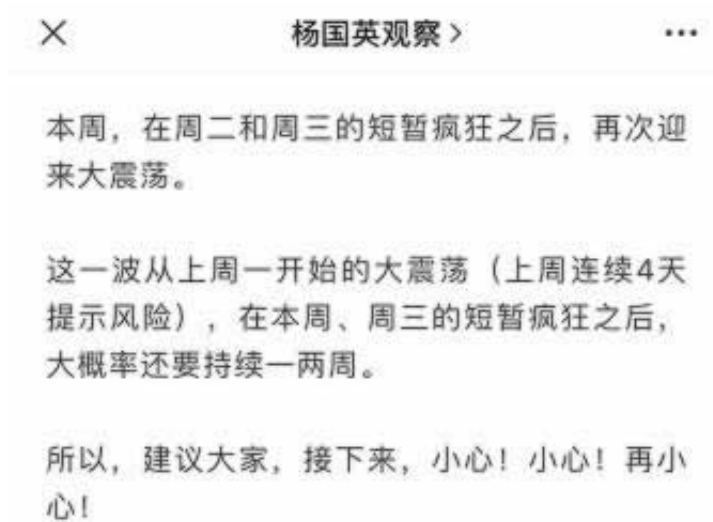 杨国英观察 >
本周，在周二和周三的短暂疯狂之后，再次迎
来大震荡。
这一波从上周一开始的大震荡（上周连续4天
提示风险），在本周、周三的短暂疯狂之后，
大概率还要持续一两周。
所以，建议大家，接下来，小心！小心！再小
心！